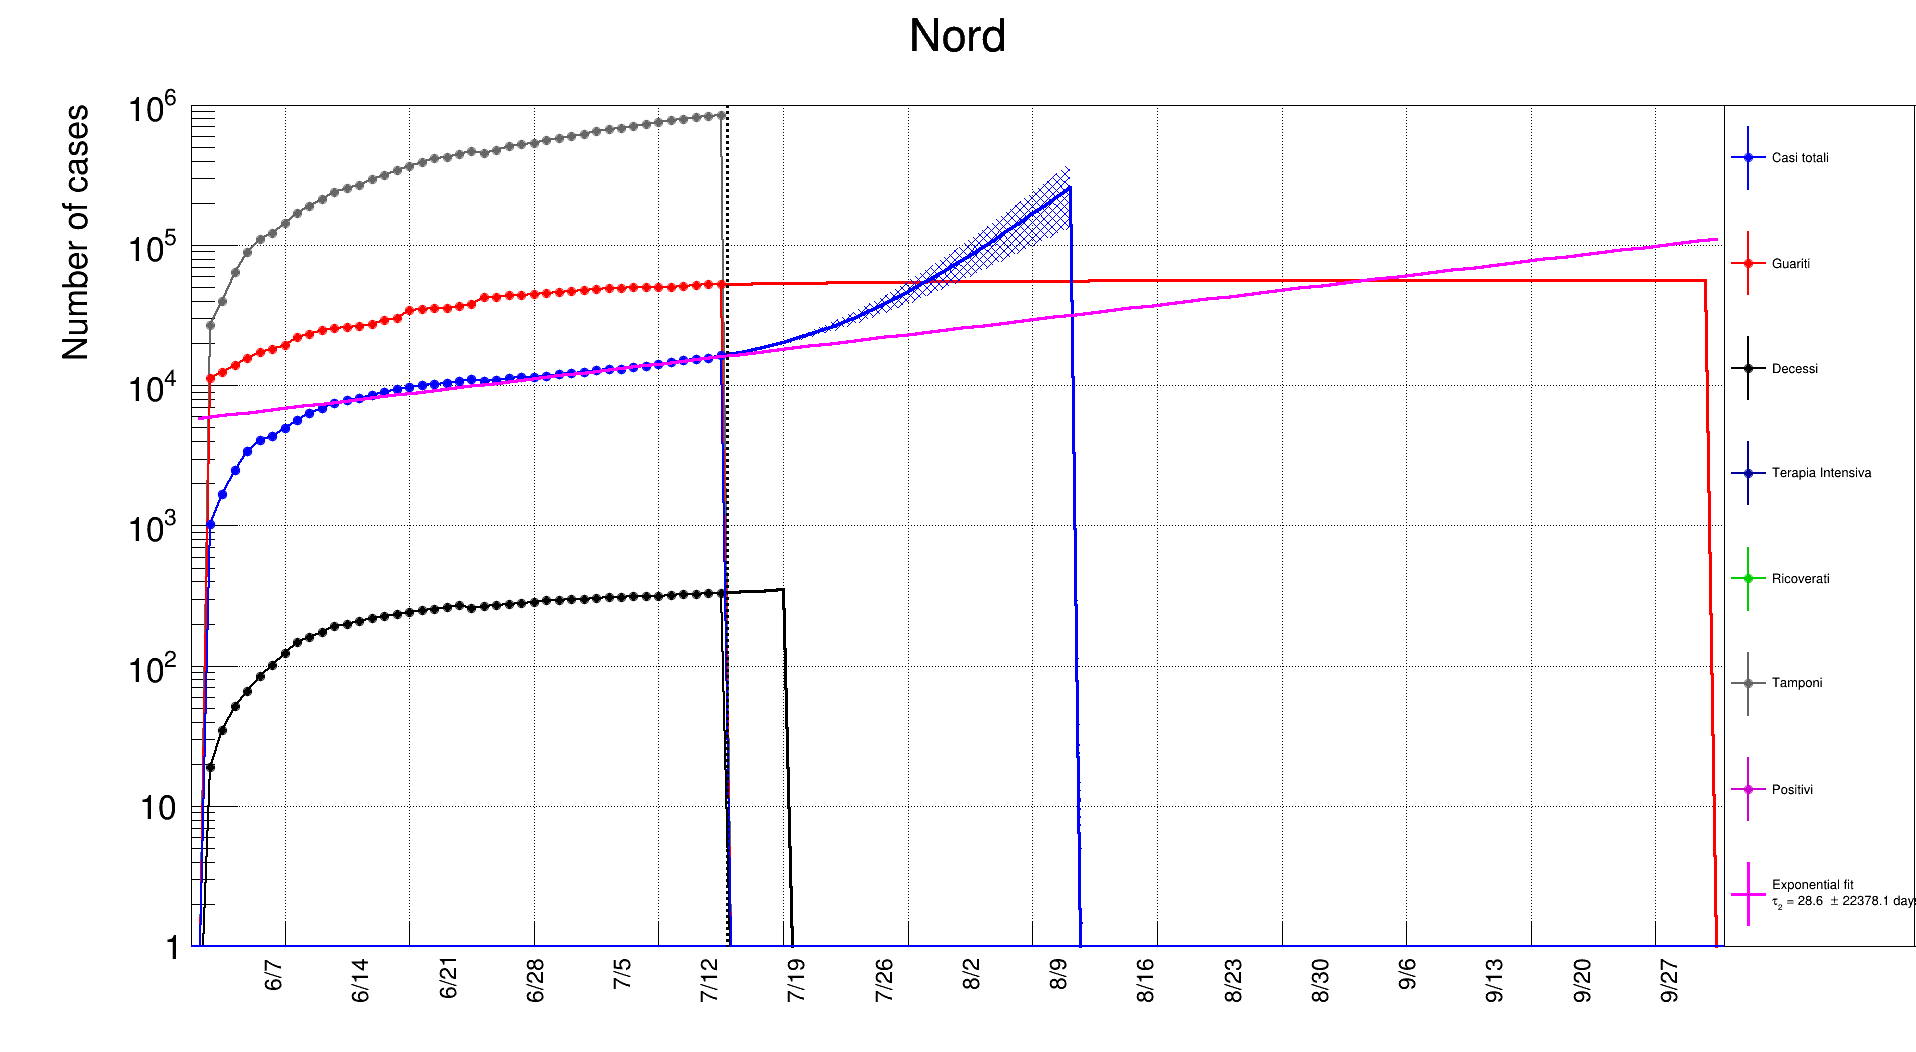 Nord
Number of cases
10^6
10^5
10^4
10^3
10^2
10
1
6/7
6/14
6/21
6/28
7/5
7/12
7/19
7/26
8/2
8/9
8/16
8/23
8/30
9/6
9/13
9/20
9/27
Casi totali
Guariti
Decessi
Terapia Intensiva
Ricoverati
Tamponi
Positivi
Exponential fit
τ_2 = 28.6 ± 22378.1 days